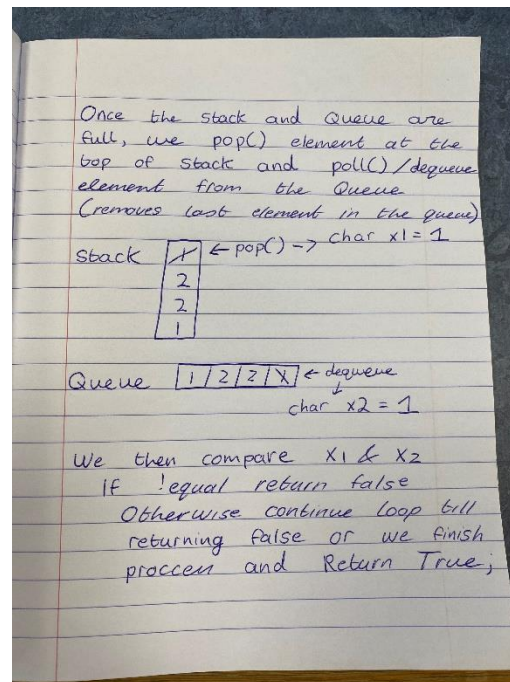 Once the stack and Queue are
full, we pop() element at the
top of stack and poll()/dequeue
element from the Queue
(removes last element in the queue)
stack 1 ← pop() -> char x1 = 1
2
2
1
Queue 1 2 2 1 ← dequeue
↓
char x2 = 1
We then compare x1 & x2
If !equal return false
Otherwise continue loop till
returning false or we finish
proccess and Return True;